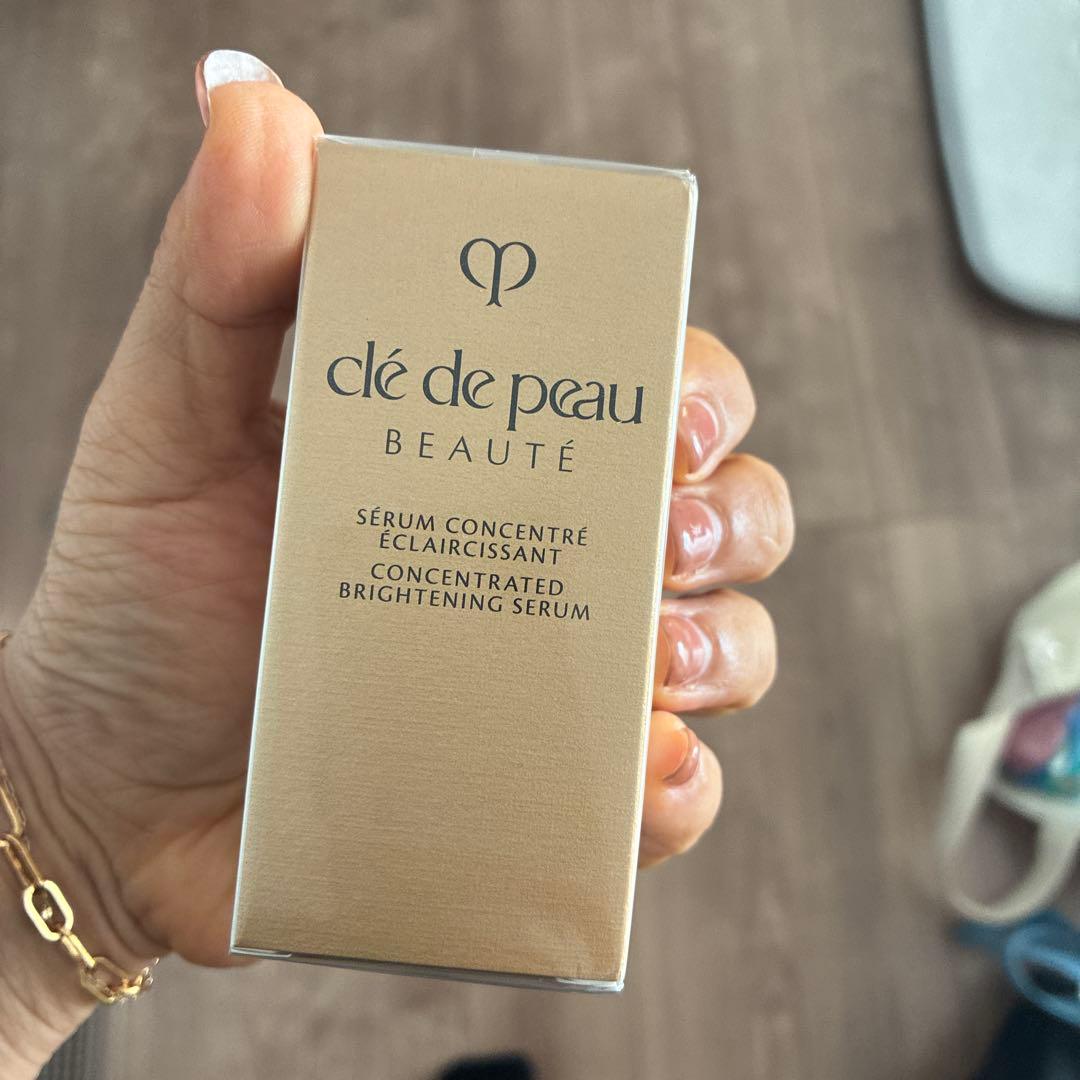 clé de peau
BEAUTÉ
SÉRUM CONCENTRÉ
ÉCLAIRCISSANT
CONCENTRATED
BRIGHTENING SERUM